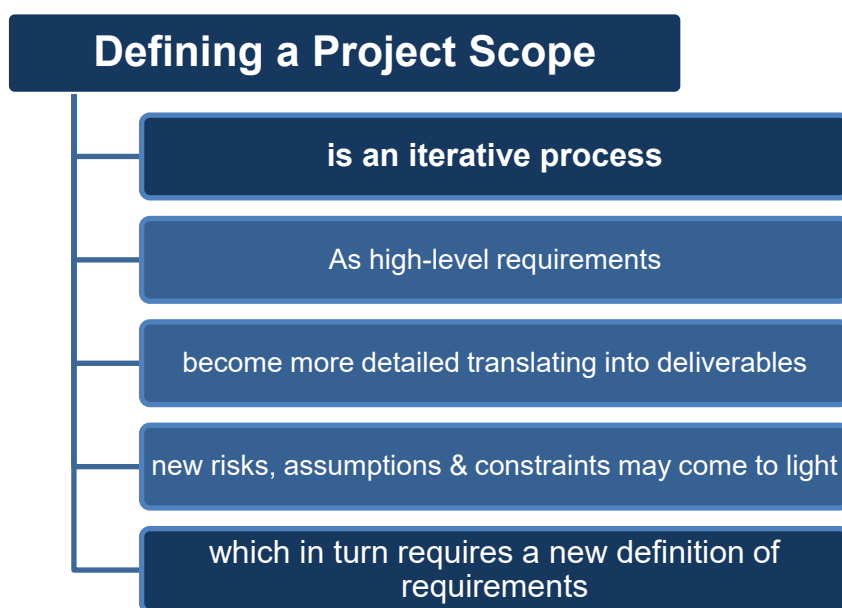 Defining a Project Scope
is an iterative process
As high-level requirements
become more detailed translating into deliverables
new risks, assumptions & constraints may come to light
which in turn requires a new definition of
requirements